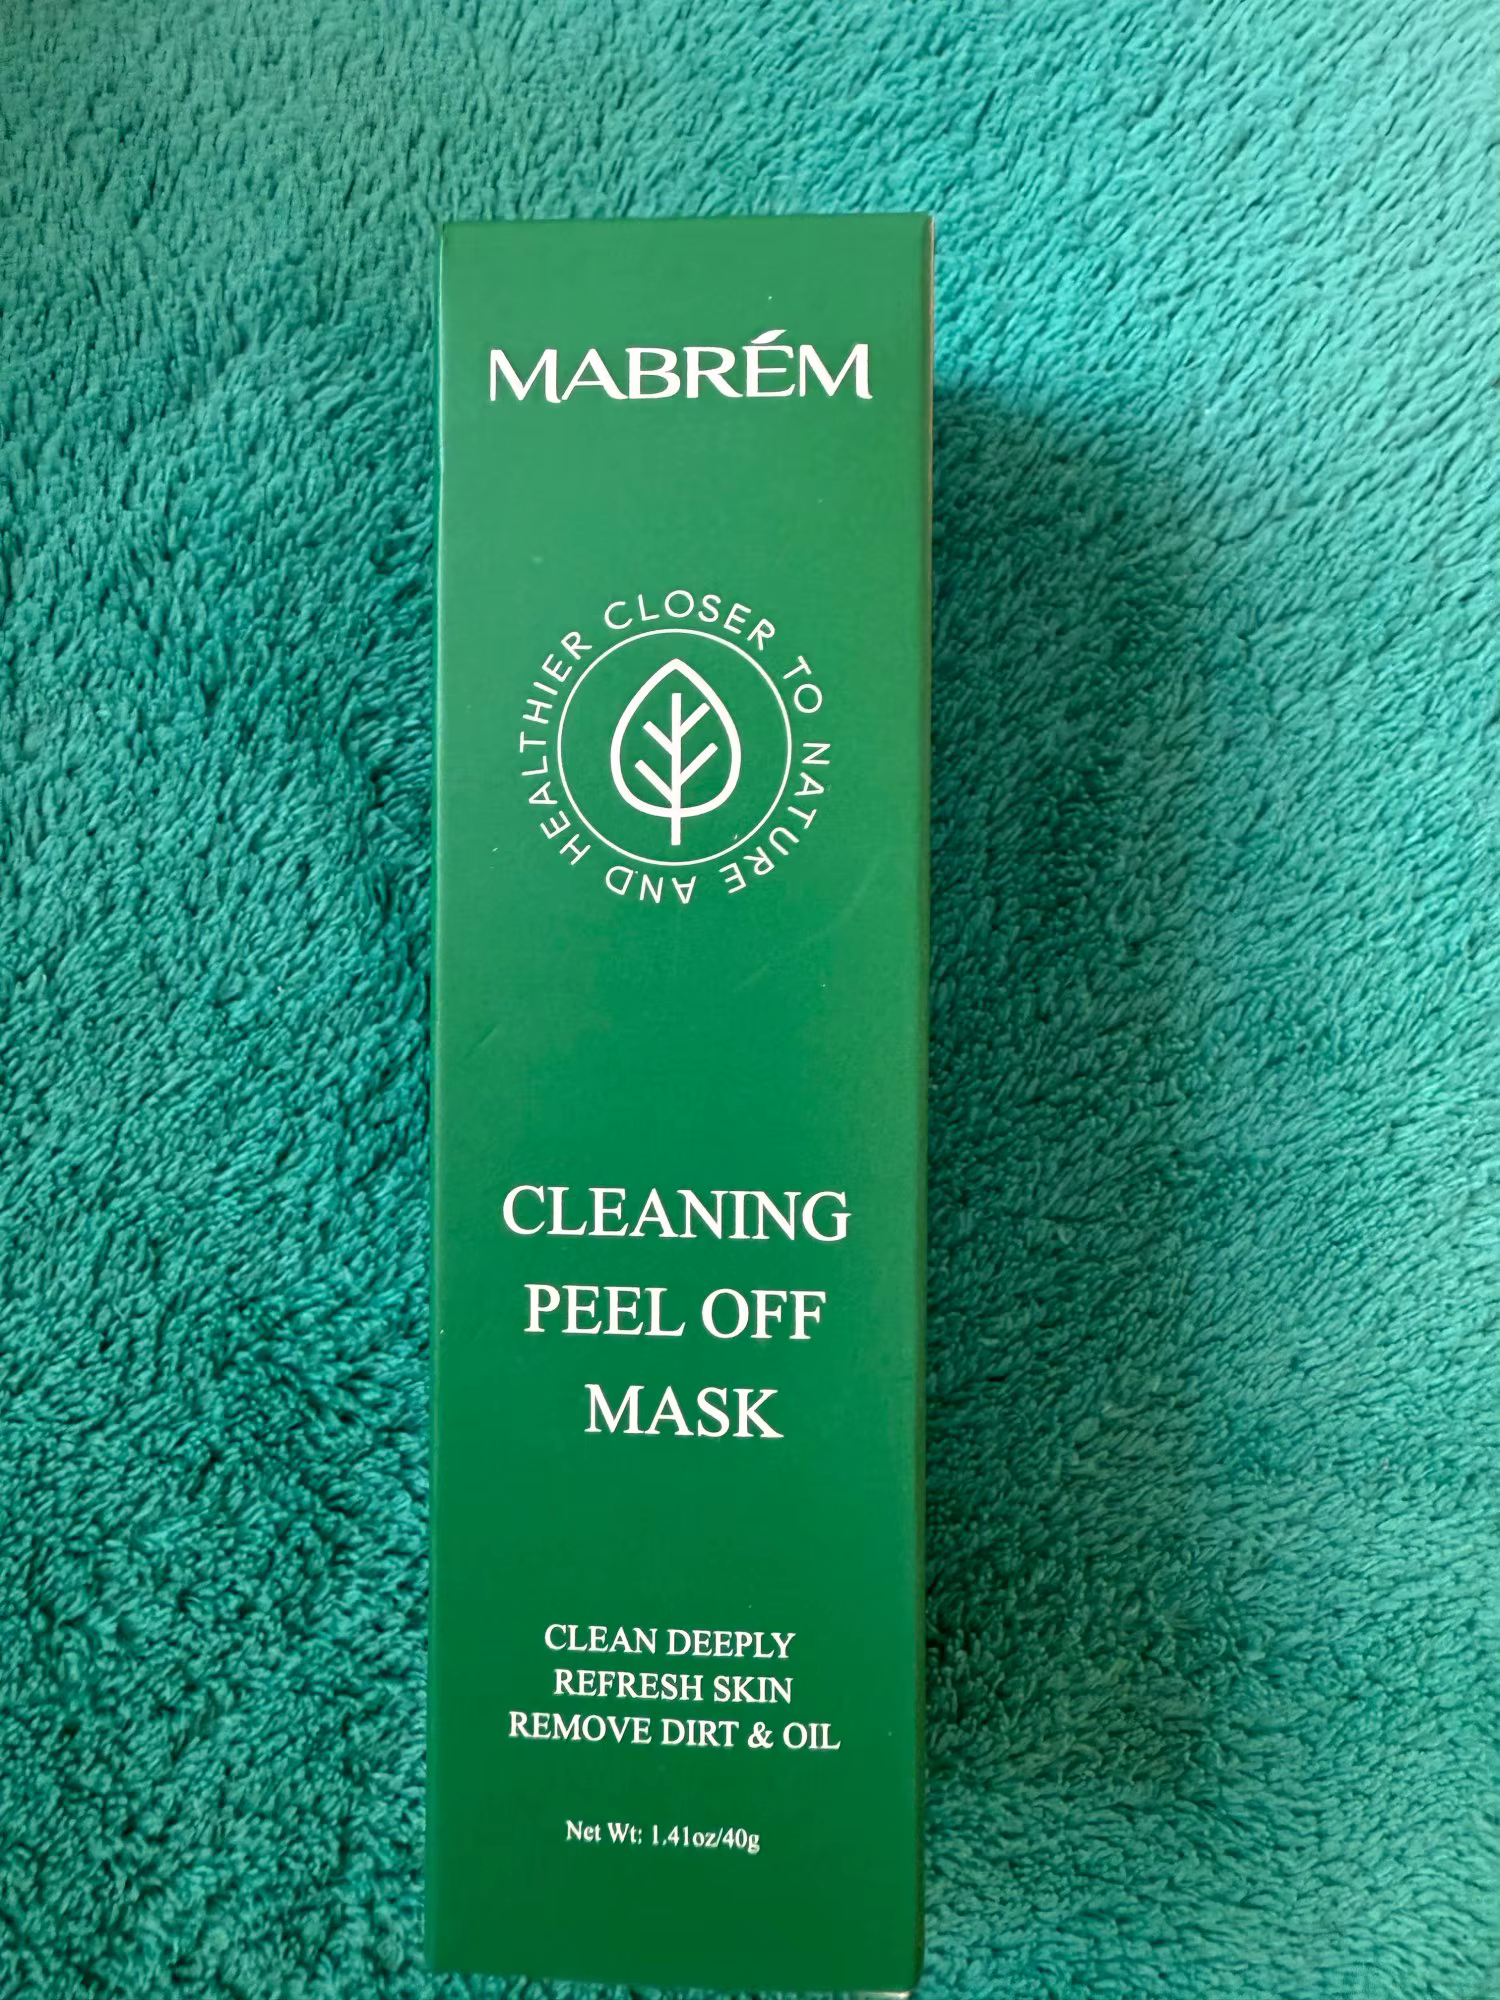 MABRÉM
CLOSER TO NATURE AND HEALTHIER
CLEANING
PEEL OFF
MASK
CLEAN DEEPLY
REFRESH SKIN
REMOVE DIRT & OIL
Net Wt: 1.41oz/40g